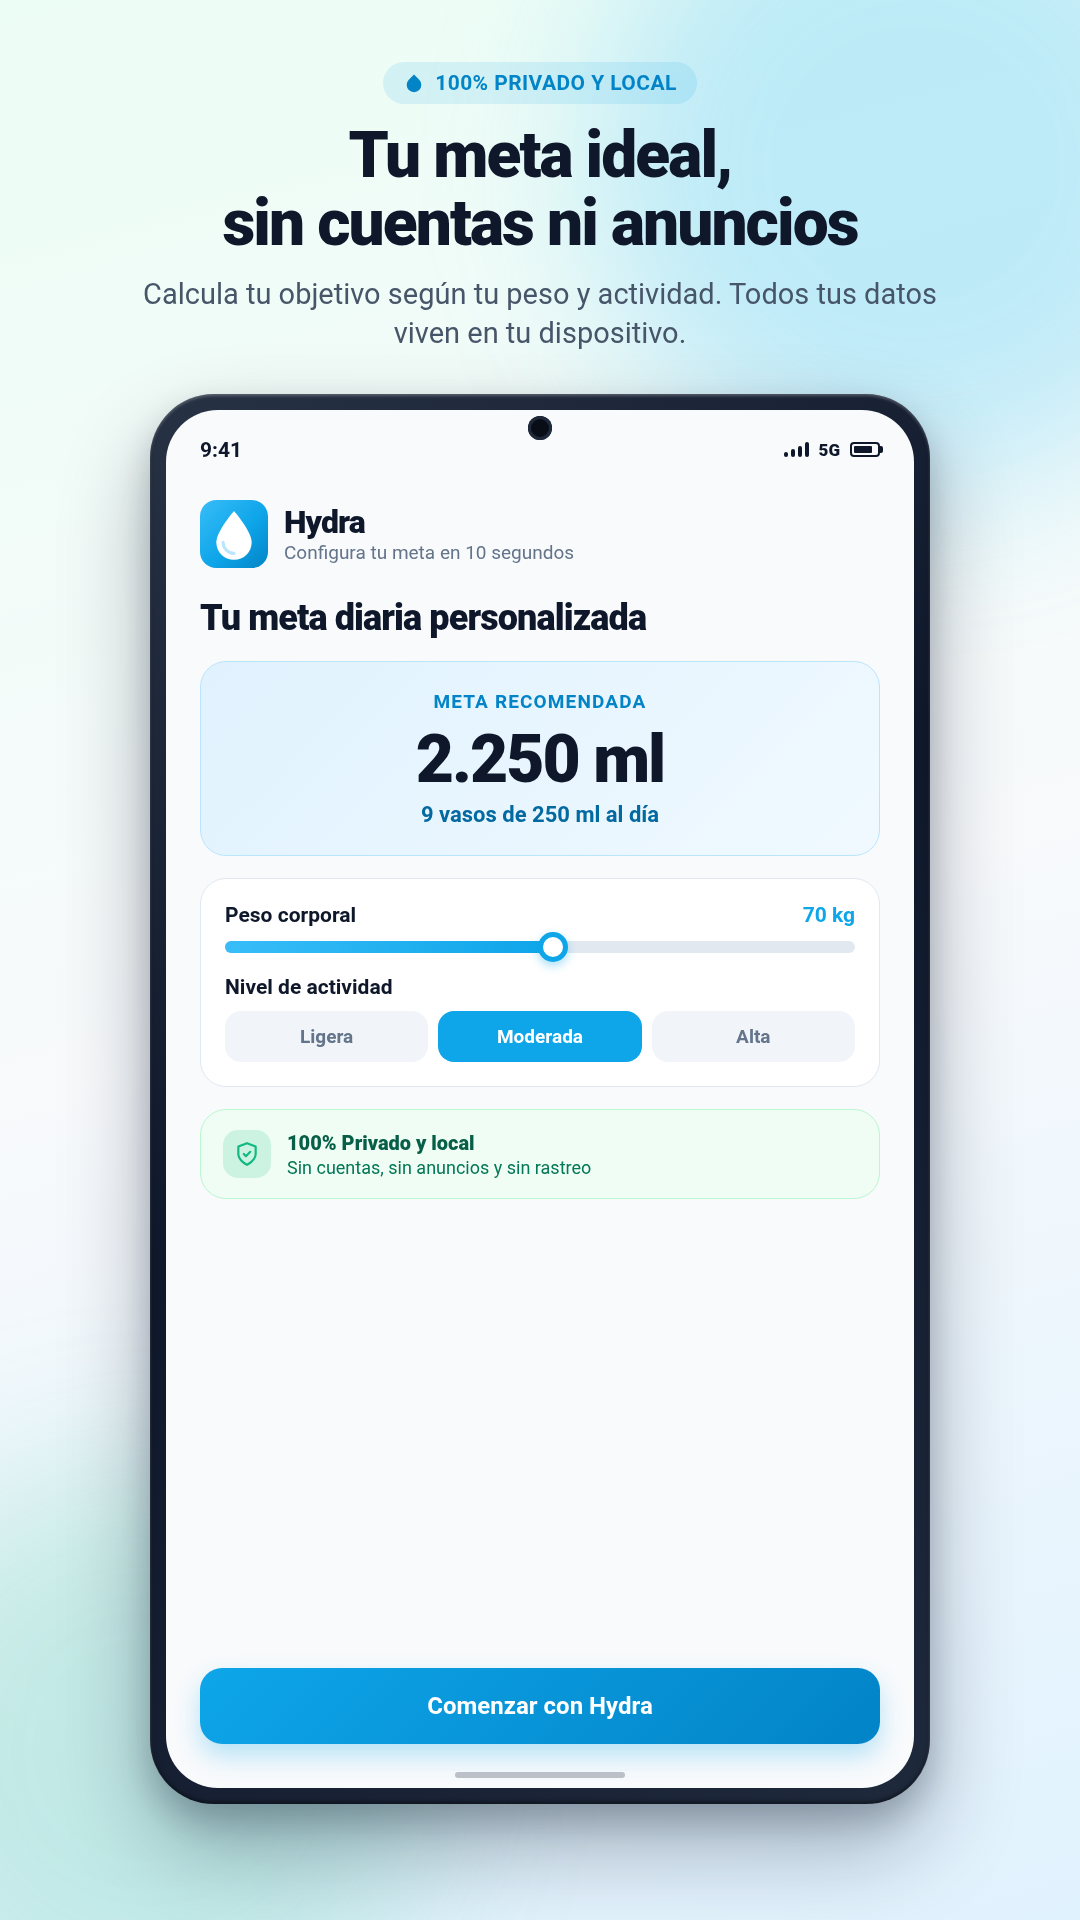 100% PRIVADO Y LOCAL
Tu meta ideal,
sin cuentas ni anuncios
Calcula tu objetivo según tu peso y actividad. Todos tus datos
viven en tu dispositivo.
9:41
5G
Hydra
Configura tu meta en 10 segundos
Tu meta diaria personalizada
META RECOMENDADA
2.250 ml
9 vasos de 250 ml al día
Peso corporal
70 kg
Nivel de actividad
Ligera
Moderada
Alta
100% Privado y local
Sin cuentas, sin anuncios y sin rastreo
Comenzar con Hydra